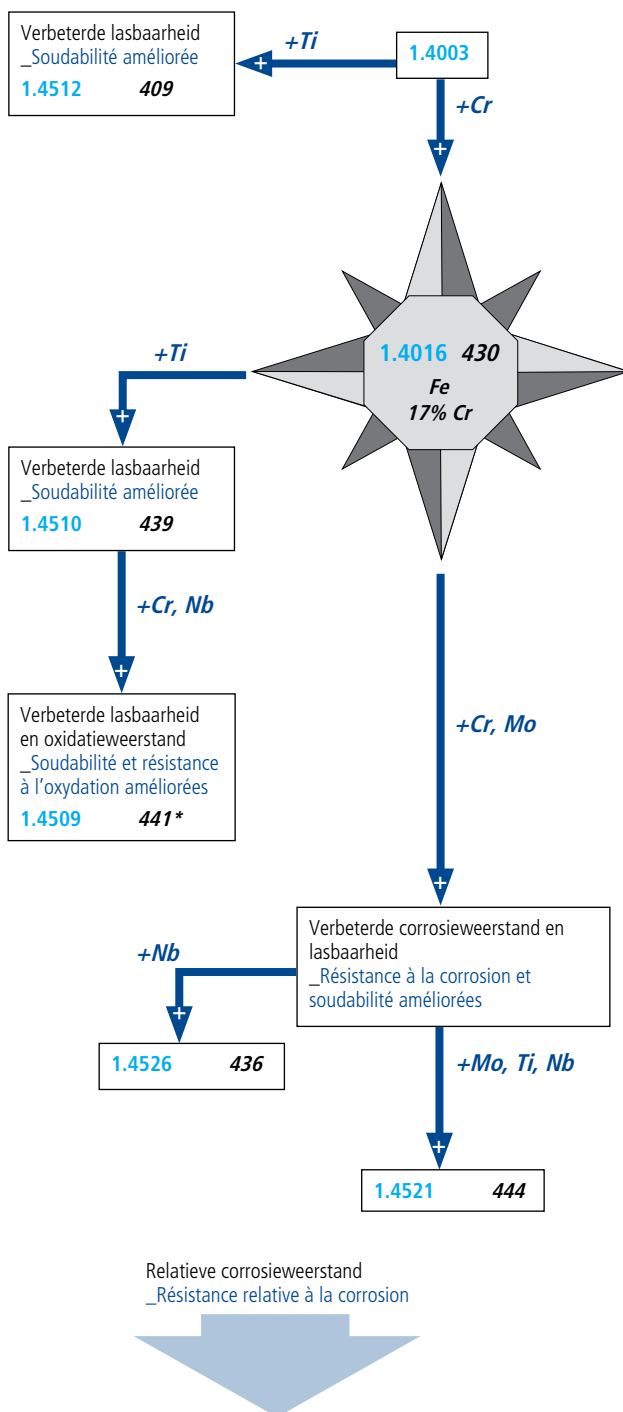 Verbeterde lasbaarheid
_Soudabilité améliorée
1.4512 409
+Ti
1.4003
+Cr
+Ti
1.4016 430
Fe
17% Cr
Verbeterde lasbaarheid
_Soudabilité améliorée
1.4510 439
+Cr, Nb
Verbeterde lasbaarheid
en oxidatieweerstand
_Soudabilité et résistance
à l'oxydation améliorées
1.4509 441*
+Cr, Mo
Verbeterde corrosieweerstand en
lasbaarheid
_Résistance à la corrosion et
soudabilité améliorées
+Nb
1.4526 436
+Mo, Ti, Nb
1.4521 444
Relatieve corrosieweerstand
_Résistance relative à la corrosion